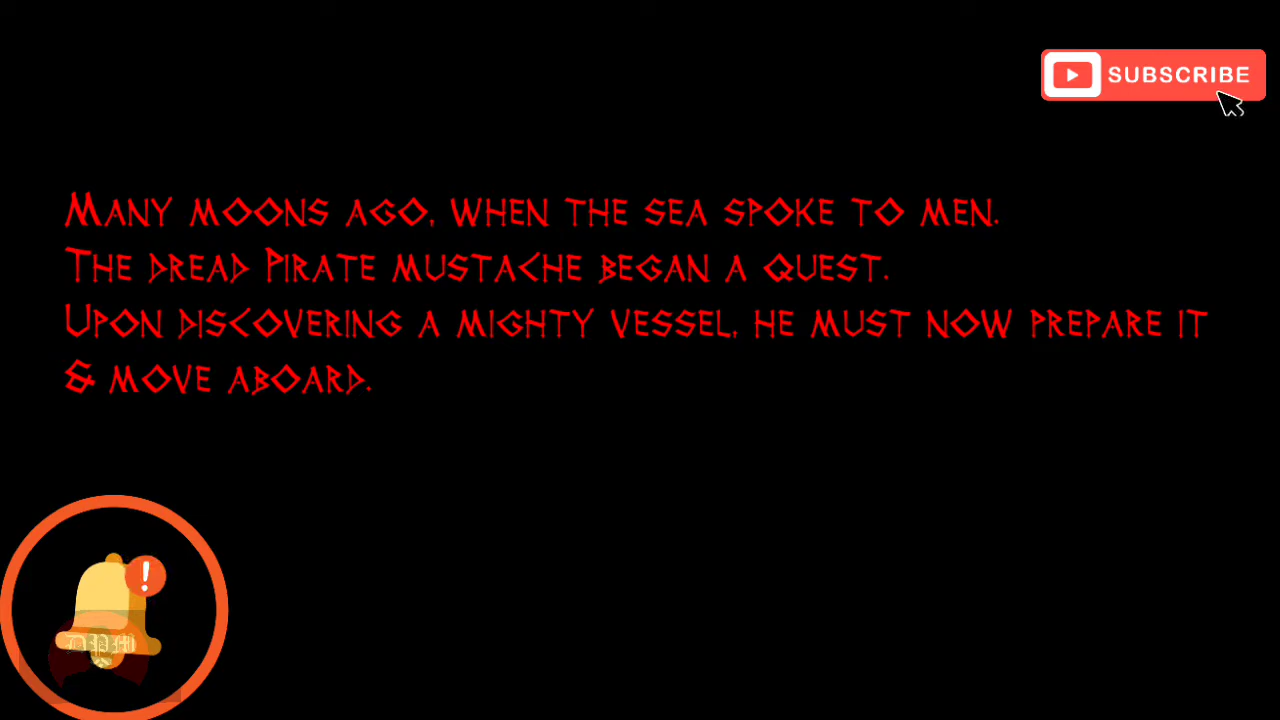 SUBSCRIBE
Many moons ago, when the sea spoke to men.
The dread Pirate mustache began a quest.
Upon discovering a mighty vessel, he must now prepare it
& move aboard.
!